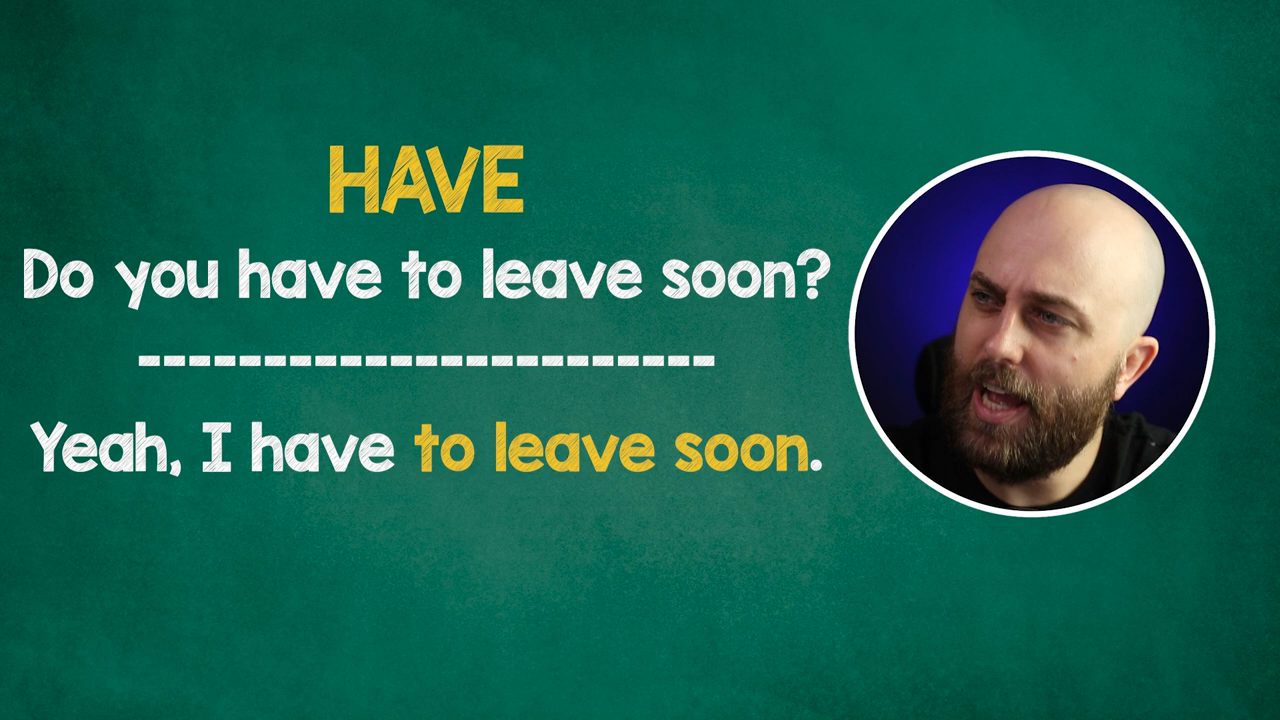 HAVE
Do you have to leave soon?
-----------------------
Yeah, I have to leave soon.